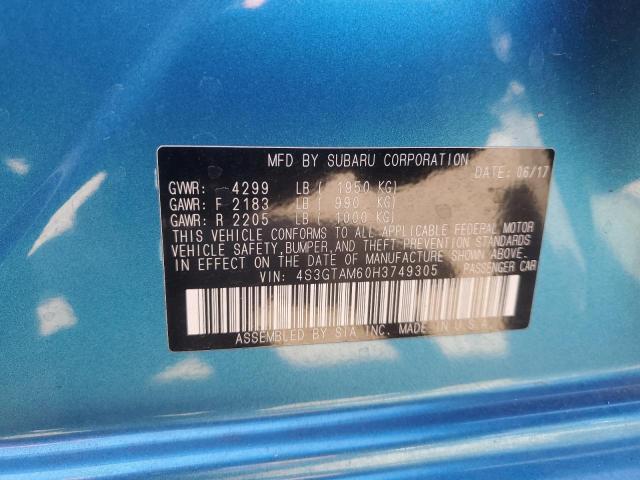 MFD BY SUBARU CORPORATION
DATE: 06/17
GVWR: 4299 LB ( 1950 KG)
GAWR: F 2183 LB ( 990 KG)
GAWR: R 2205 LB ( 1000 KG)
THIS VEHICLE CONFORMS TO ALL APPLICABLE FEDERAL MOTOR
VEHICLE SAFETY, BUMPER, AND THEFT PREVENTION STANDARDS
IN EFFECT ON THE DATE OF MANUFACTURE SHOWN ABOVE.
VIN: 4S3GTAM60H3749305 PASSENGER CAR
ASSEMBLED BY SIA INC. MADE IN U.S.A.